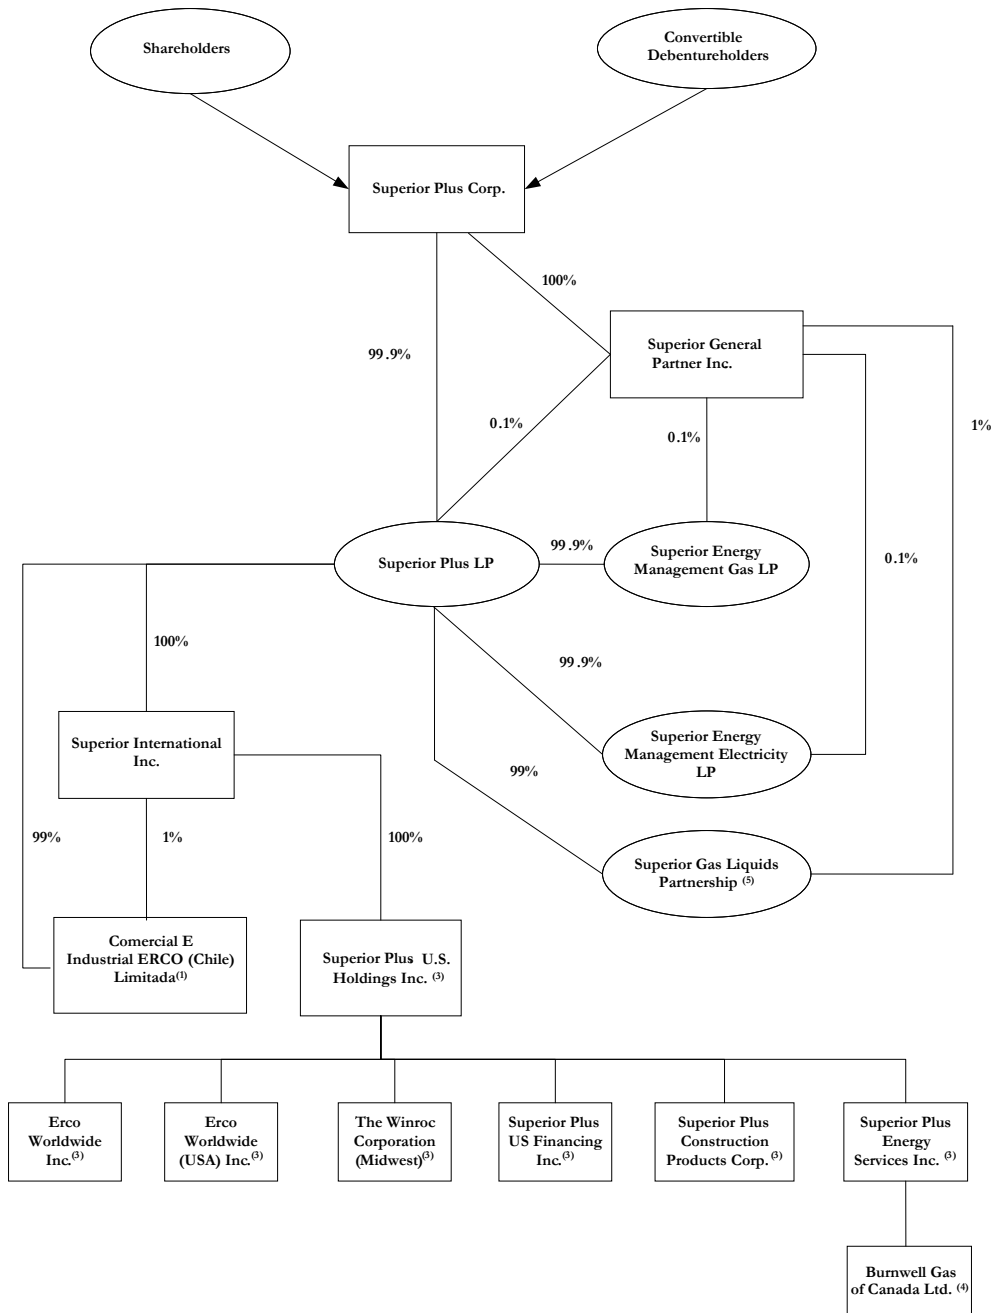 Shareholders
Convertible
Debentureholders
Superior Plus Corp.
100%
Superior General
Partner Inc.
99.9%
0.1%
0.1%
1%
Superior Plus LP
99.9%
Superior Energy
Management Gas LP
0.1%
100%
99.9%
Superior International
Inc.
Superior Energy
Management Electricity
LP
99%
99%
1%
100%
Superior Gas Liquids
Partnership (5)
Comercial E
Industrial ERCO (Chile)
Limitada(1)
Superior Plus U.S.
Holdings Inc. (3)
Erco
Worldwide
Inc.(3)
Erco
Worldwide
(USA) Inc.(3)
The Winroc
Corporation
(Midwest)(3)
Superior Plus
US Financing
Inc.(3)
Superior Plus
Construction
Products Corp. (3)
Superior Plus
Energy
Services Inc. (3)
Burnwell Gas
of Canada Ltd. (4)